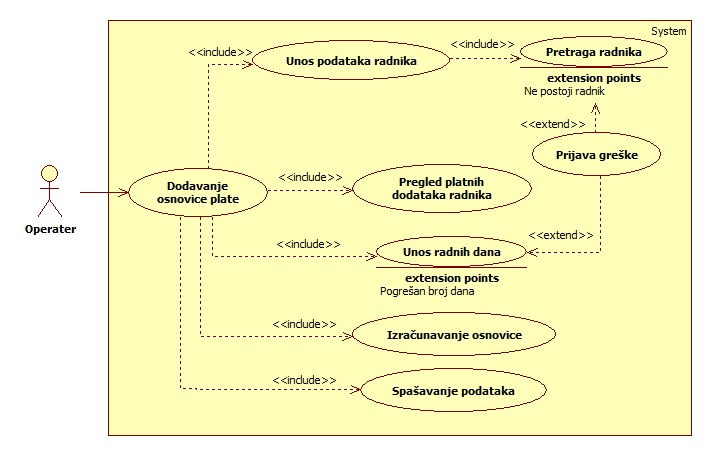 System
<<include>>
<<include>>
Unos podataka radnika
Pretraga radnika
extension points
Ne postoji radnik
<<extend>>
Prijava greške
Operater
Dodavanje
osnovice plate
<<include>>
Pregled platnih
dodataka radnika
<<extend>>
<<include>>
Unos radnih dana
extension points
Pogrešan broj dana
<<include>>
Izračunavanje osnovice
<<include>>
Spašavanje podataka